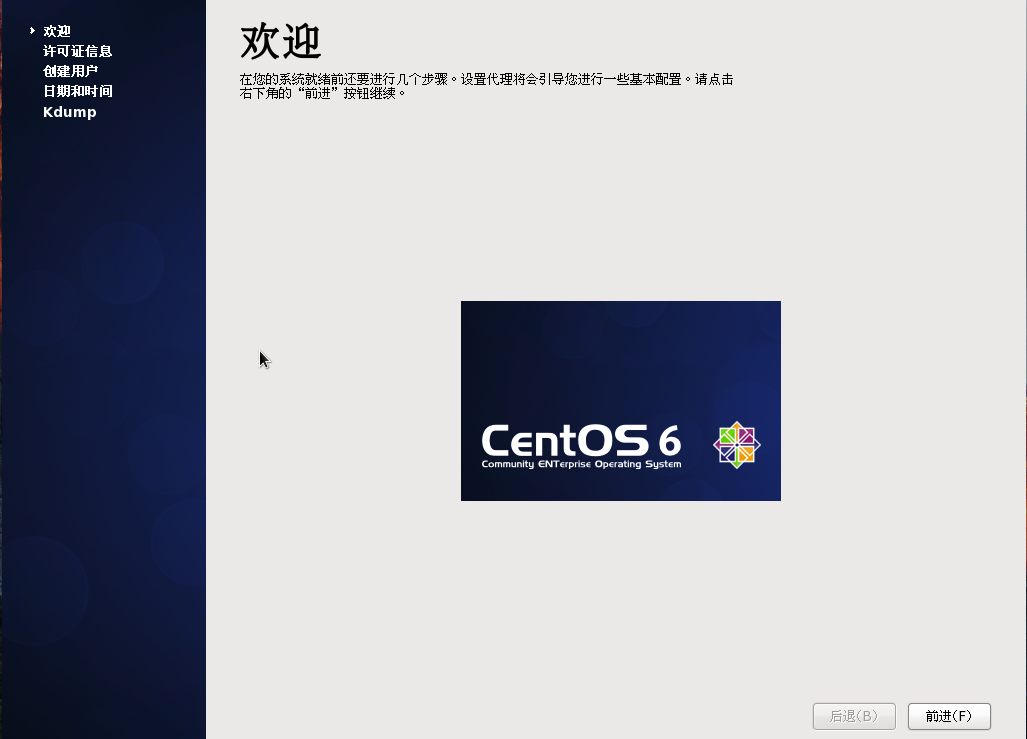 欢迎
许可证信息
创建用户
日期和时间
Kdump
欢迎
在您的系统就绪前还要进行几个步骤。设置代理将会引导您进行一些基本配置。请点击
右下角的“前进”按钮继续。
CentOS 6
Community ENTerprise Operating System
后退(B)
前进(F)